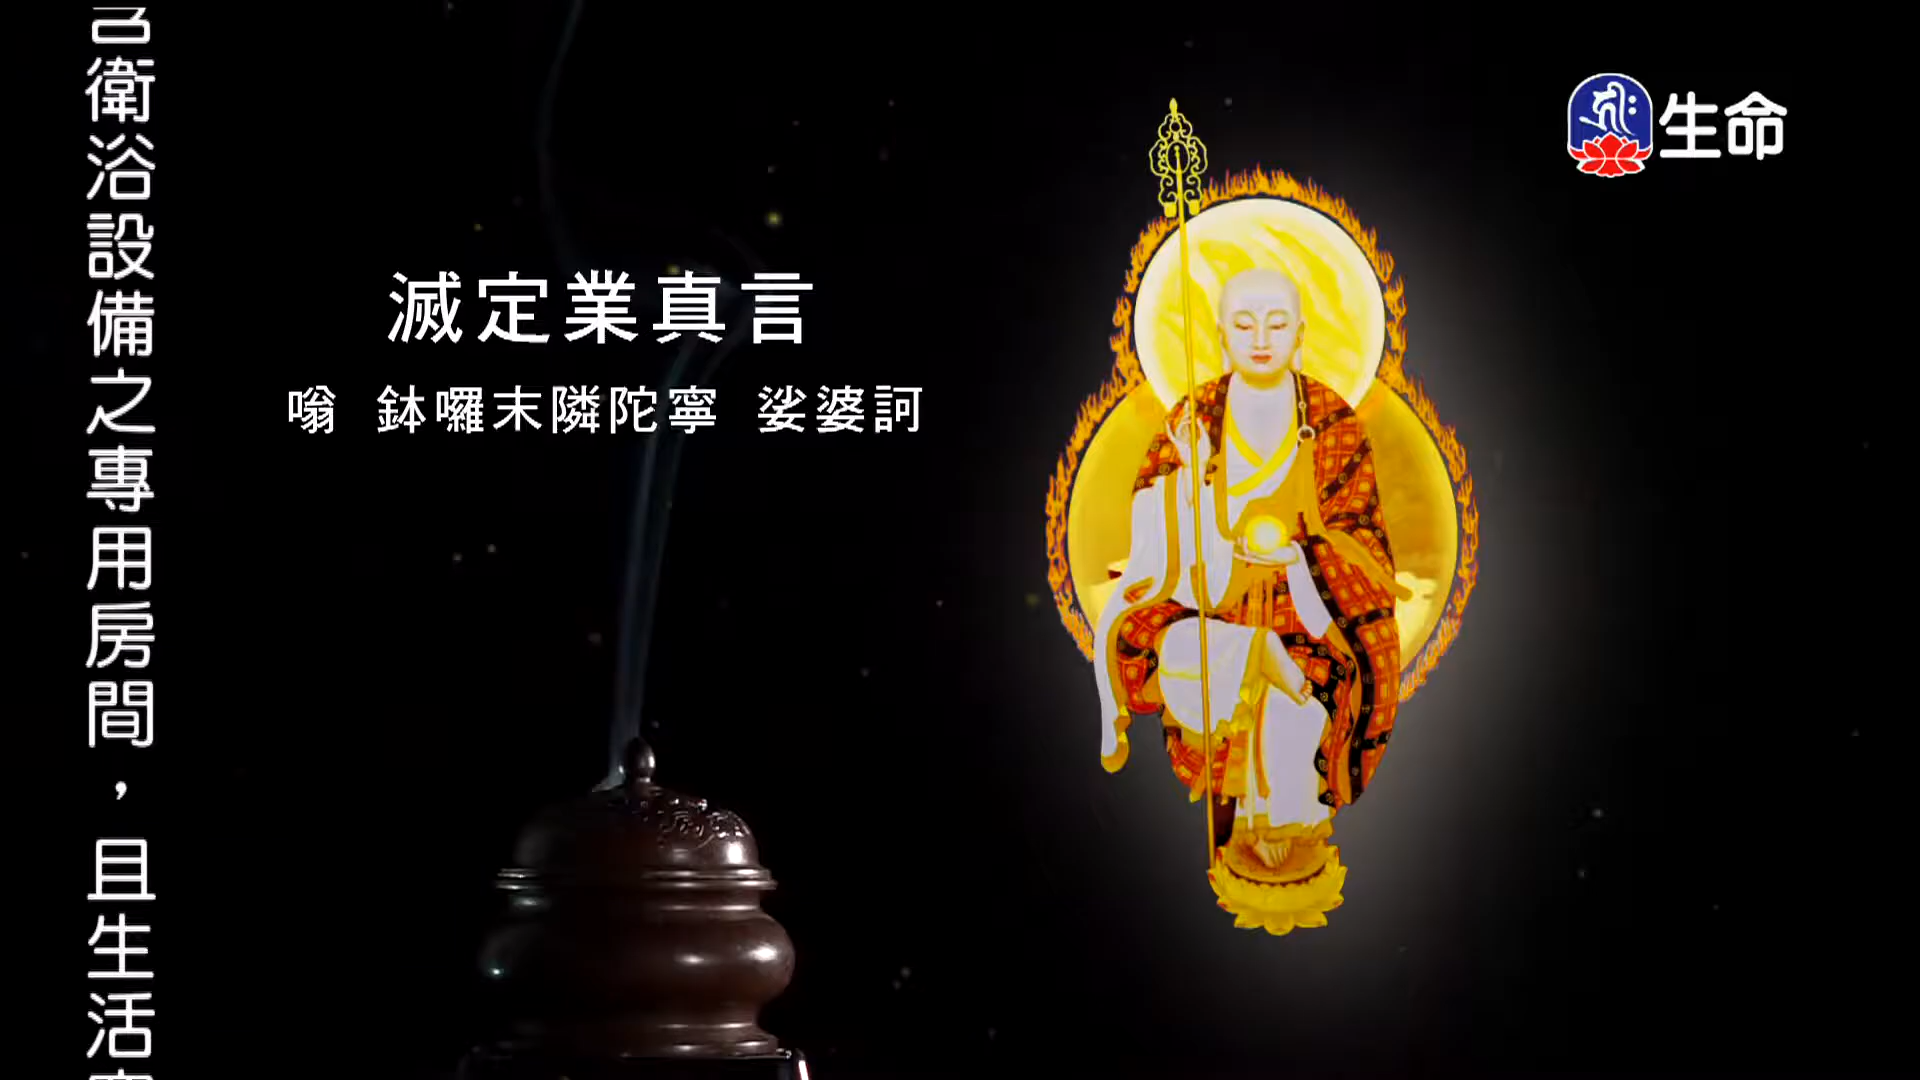 衛浴設備之專用房間，且生活
滅定業真言
嗡 鉢囉末隣陀寧 娑婆訶
生命